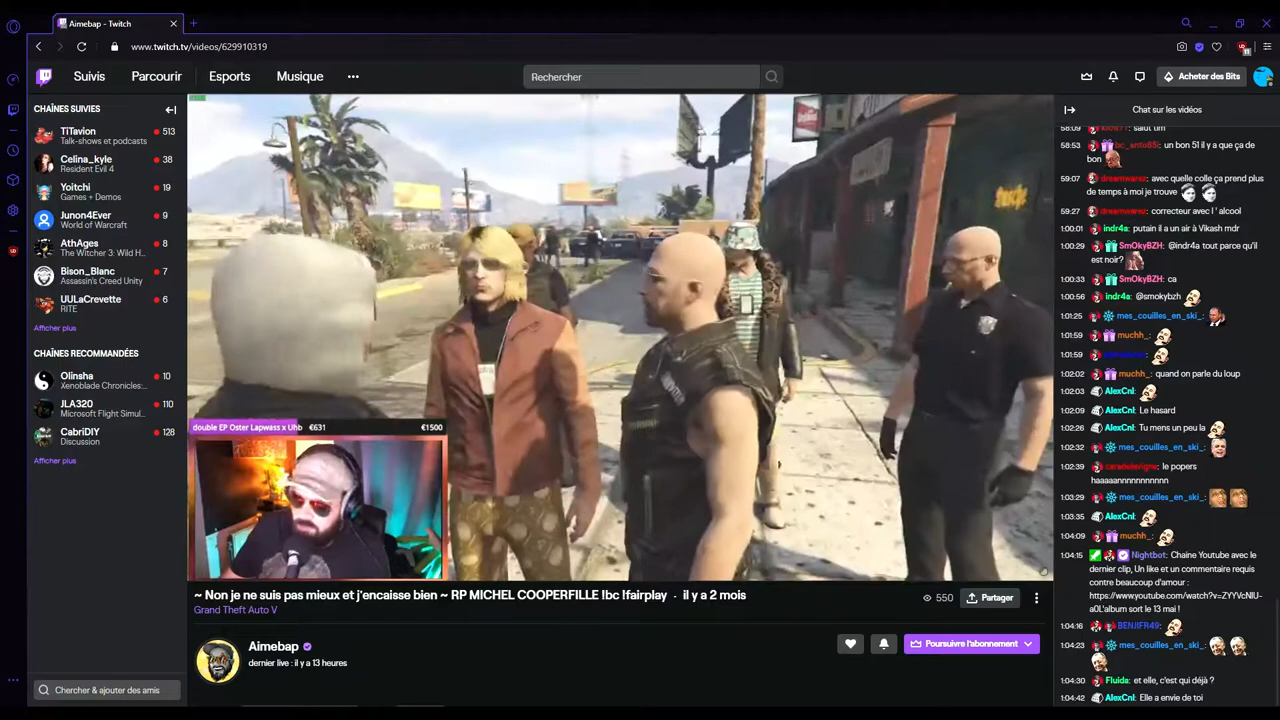 Aimebap - Twitch
www.twitch.tv/videos/629910319
Suivis
Parcourir
Esports
Musique
Rechercher
Acheter des Bits
CHAÎNES SUIVIES
TiTavion
513
Talk-shows et podcasts
Celina_kyle
38
Resident Evil 4
Yoitchi
19
Games + Demos
Junon4Ever
9
World of Warcraft
AthAges
8
The Witcher 3: Wild H...
Bison_Blanc
7
Assassin's Creed Unity
UULaCrevette
6
RITE
Afficher plus
CHAÎNES RECOMMANDÉES
Olinsha
10
Xenoblade Chronicles:...
JLA320
110
Microsoft Flight Simul...
CabriDIY
128
Discussion
Afficher plus
Chercher & ajouter des amis
double EP Oster Lapwass x Uhb €631 €1500
~ Non je ne suis pas mieux et j'encaisse bien ~ RP MICHEL COOPERFILLE !bc !fairplay - il y a 2 mois
Grand Theft Auto V
550
Partager
Aimebap
dernier live : il y a 13 heures
Poursuivre l'abonnement
Chat sur les vidéos
58:09 salut tim
58:53 bc_anto65i: un bon 51 il y a que ça de
bon
59:07 dreamwarez: avec quelle colle ça prend plus
de temps à moi je trouve
59:27 dreamwarez: correcteur avec l ' alcool
1:00:01 indr4a: putain il a un air à Vikash mdr
1:00:29 SmOkyBZH: @indr4a tout parce qu'il
est noir?
1:00:33 SmOkyBZH: ca
1:00:56 indr4a: @smokybzh
1:01:25 mes_couilles_en_ski_:
1:01:59 muchh_:
1:01:59
1:02:02 muchh_: quand on parle du loup
1:02:03 AlexCnl:
1:02:09 AlexCnl: Le hasard
1:02:26 AlexCnl: Tu mens un peu la
1:02:32 mes_couilles_en_ski_:
1:02:39 le popers
haaaaannnnnnnnnn
1:03:29 mes_couilles_en_ski_:
1:03:35 AlexCnl:
1:04:09 muchh_:
1:04:15 Nightbot: Chaine Youtube avec le
dernier clip, Un like et un commentaire requis
contre beaucoup d'amour :
https://www.youtube.com/watch?v=ZYYVcNIU-
a0L'album sort le 13 mai !
1:04:16 BENJIFR49:
1:04:23 mes_couilles_en_ski_:
1:04:30 Fluida: et elle, c'est qui déjà ?
1:04:42 AlexCnl: Elle a envie de toi